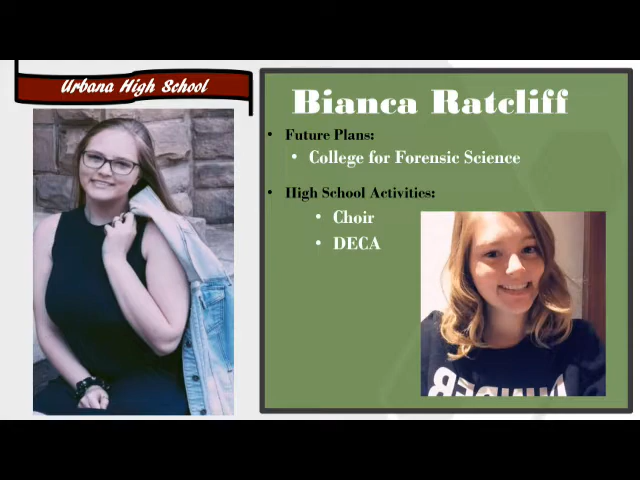 Urbana High School
Bianca Ratcliff
• Future Plans:
• College for Forensic Science
• High School Activities:
• Choir
• DECA